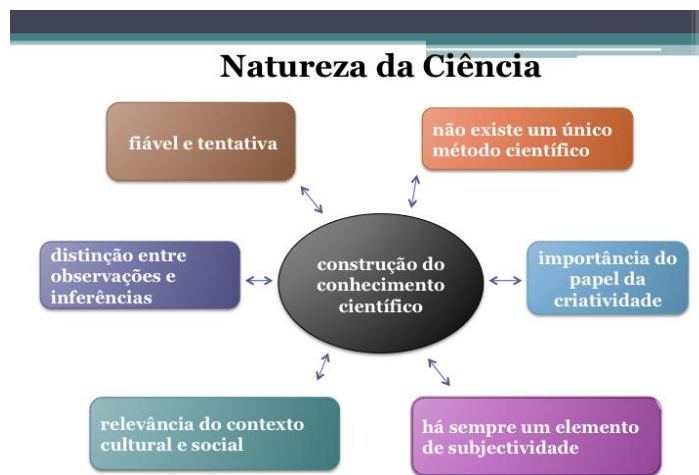 Natureza da Ciência
fiável e tentativa
não existe um único
método científico
distinção entre
observações e
inferências
construção do
conhecimento
científico
importância do
papel da
criatividade
relevância do contexto
cultural e social
há sempre um elemento
de subjectividade